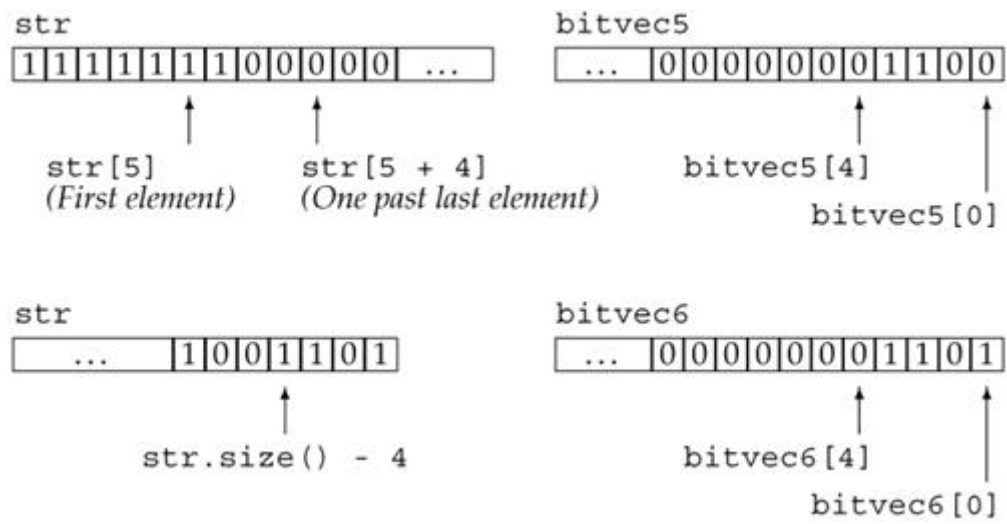 str
1 1 1 1 1 1 1 0 0 0 0 0 ...
str[5]
(First element)
str[5 + 4]
(One past last element)
bitvec5
... 0 0 0 0 0 0 0 1 1 0 0
bitvec5[4]
bitvec5[0]
str
... 1 0 0 1 1 0 1
str.size() - 4
bitvec6
... 0 0 0 0 0 0 0 1 1 0 1
bitvec6[4]
bitvec6[0]